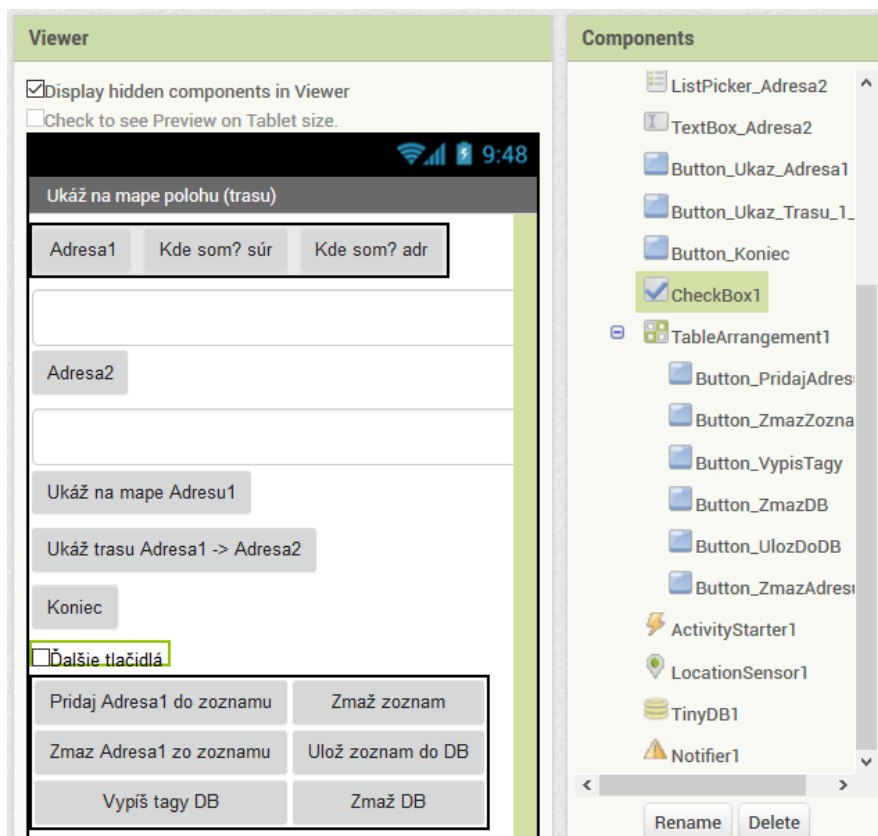 Viewer
Display hidden components in Viewer
Check to see Preview on Tablet size.
9:48
Ukáž na mape polohu (trasu)
Adresa1 Kde som? súr Kde som? adr
Adresa2
Ukáž na mape Adresu1
Ukáž trasu Adresa1 -> Adresa2
Koniec
Ďalšie tlačidlá
Pridaj Adresa1 do zoznamu Zmaž zoznam
Zmaz Adresa1 zo zoznamu Ulož zoznam do DB
Vypíš tagy DB Zmaž DB
Components
ListPicker_Adresa2
TextBox_Adresa2
Button_Ukaz_Adresa1
Button_Ukaz_Trasu_1_
Button_Koniec
CheckBox1
TableArrangement1
Button_PridajAdres
Button_ZmazZozna
Button_VypisTagy
Button_ZmazDB
Button_UlozDoDB
Button_ZmazAdres
ActivityStarter1
LocationSensor1
TinyDB1
Notifier1
Rename Delete